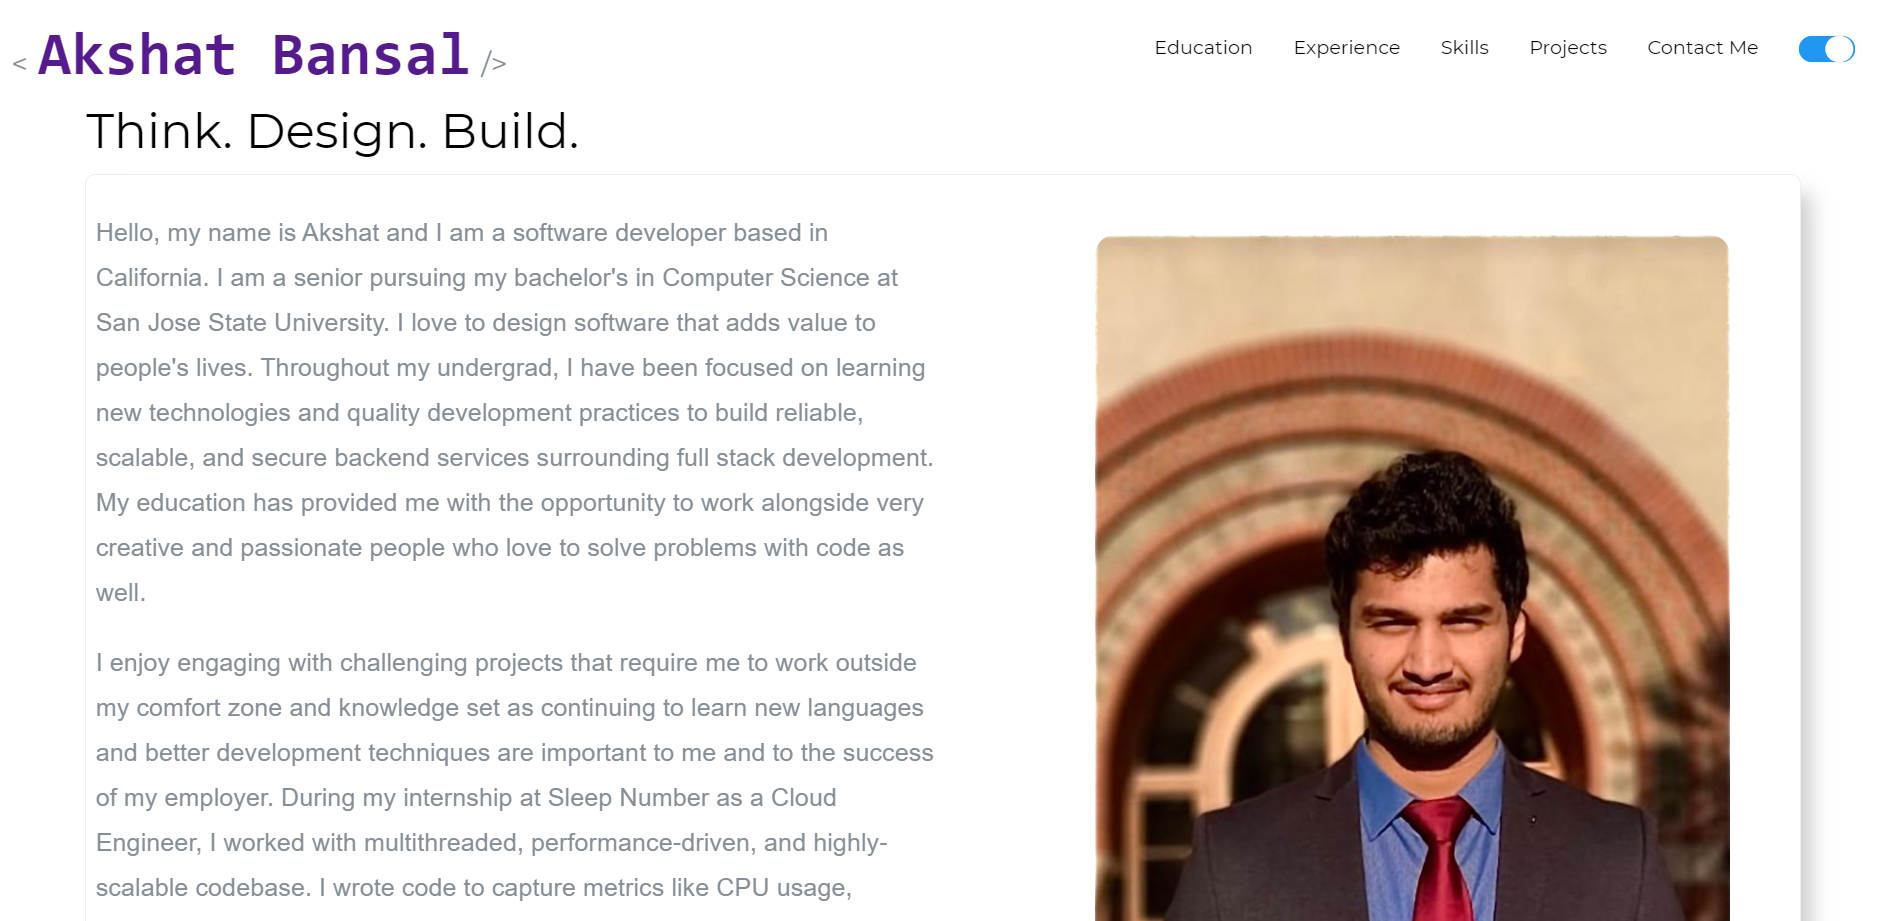 < Akshat Bansal />
Education Experience Skills Projects Contact Me
Think. Design. Build.
Hello, my name is Akshat and I am a software developer based in
California. I am a senior pursuing my bachelor's in Computer Science at
San Jose State University. I love to design software that adds value to
people's lives. Throughout my undergrad, I have been focused on learning
new technologies and quality development practices to build reliable,
scalable, and secure backend services surrounding full stack development.
My education has provided me with the opportunity to work alongside very
creative and passionate people who love to solve problems with code as
well.
I enjoy engaging with challenging projects that require me to work outside
my comfort zone and knowledge set as continuing to learn new languages
and better development techniques are important to me and to the success
of my employer. During my internship at Sleep Number as a Cloud
Engineer, I worked with multithreaded, performance-driven, and highly-
scalable codebase. I wrote code to capture metrics like CPU usage,